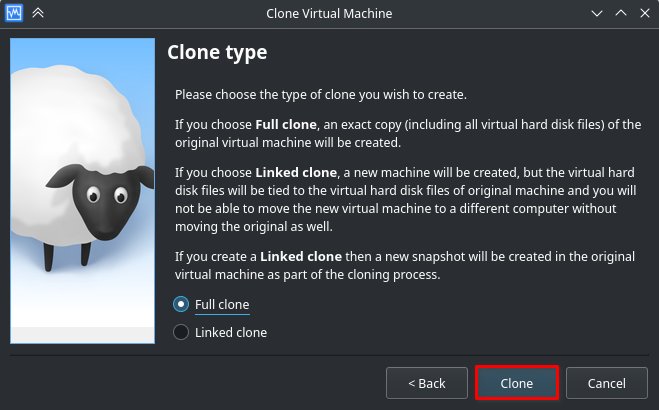 Clone Virtual Machine
Clone type
Please choose the type of clone you wish to create.
If you choose Full clone, an exact copy (including all virtual hard disk files) of the
original virtual machine will be created.
If you choose Linked clone, a new machine will be created, but the virtual hard
disk files will be tied to the virtual hard disk files of original machine and you will
not be able to move the new virtual machine to a different computer without
moving the original as well.
If you create a Linked clone then a new snapshot will be created in the original
virtual machine as part of the cloning process.
Full clone
Linked clone
< Back
Clone
Cancel